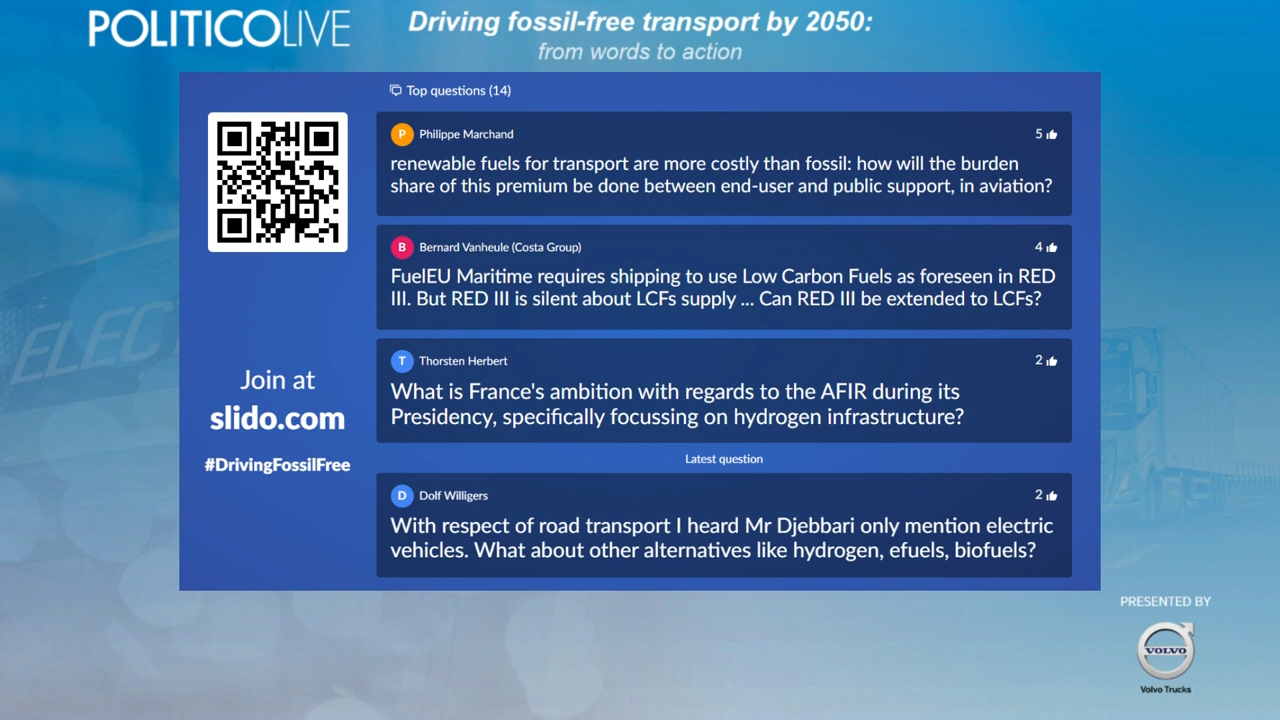 POLITICOLIVE
Driving fossil-free transport by 2050:
from words to action
Top questions (14)
P
Philippe Marchand
5
renewable fuels for transport are more costly than fossil: how will the burden
share of this premium be done between end-user and public support, in aviation?
B
Bernard Vanheule (Costa Group)
4
FuelEU Maritime requires shipping to use Low Carbon Fuels as foreseen in RED
III. But RED III is silent about LCFs supply ... Can RED III be extended to LCFs?
T
Thorsten Herbert
2
What is France's ambition with regards to the AFIR during its
Presidency, specifically focussing on hydrogen infrastructure?
Latest question
D
Dolf Willigers
2
With respect of road transport I heard Mr Djebbari only mention electric
vehicles. What about other alternatives like hydrogen, efuels, biofuels?
Join at
slido.com
#DrivingFossilFree
ELECT
PRESENTED BY
VOLVO
Volvo Trucks